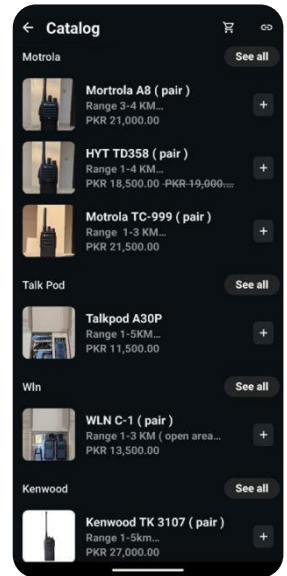 Catalog
Motrola
See all
Mortrola A8 ( pair )
Range 3-4 KM...
PKR 21,000.00
HYT TD358 ( pair )
Range 1-4 KM...
PKR 18,500.00 PKR 19,000....
Motrola TC-999 ( pair )
Range 1-3 KM...
PKR 21,500.00
Talk Pod
See all
Talkpod A30P
Range 1-5KM...
PKR 11,500.00
Wln
See all
WLN C-1 ( pair )
Range 1-3 KM ( open area...
PKR 13,500.00
Kenwood
See all
Kenwood TK 3107 ( pair )
Range 1-5km...
PKR 27,000.00